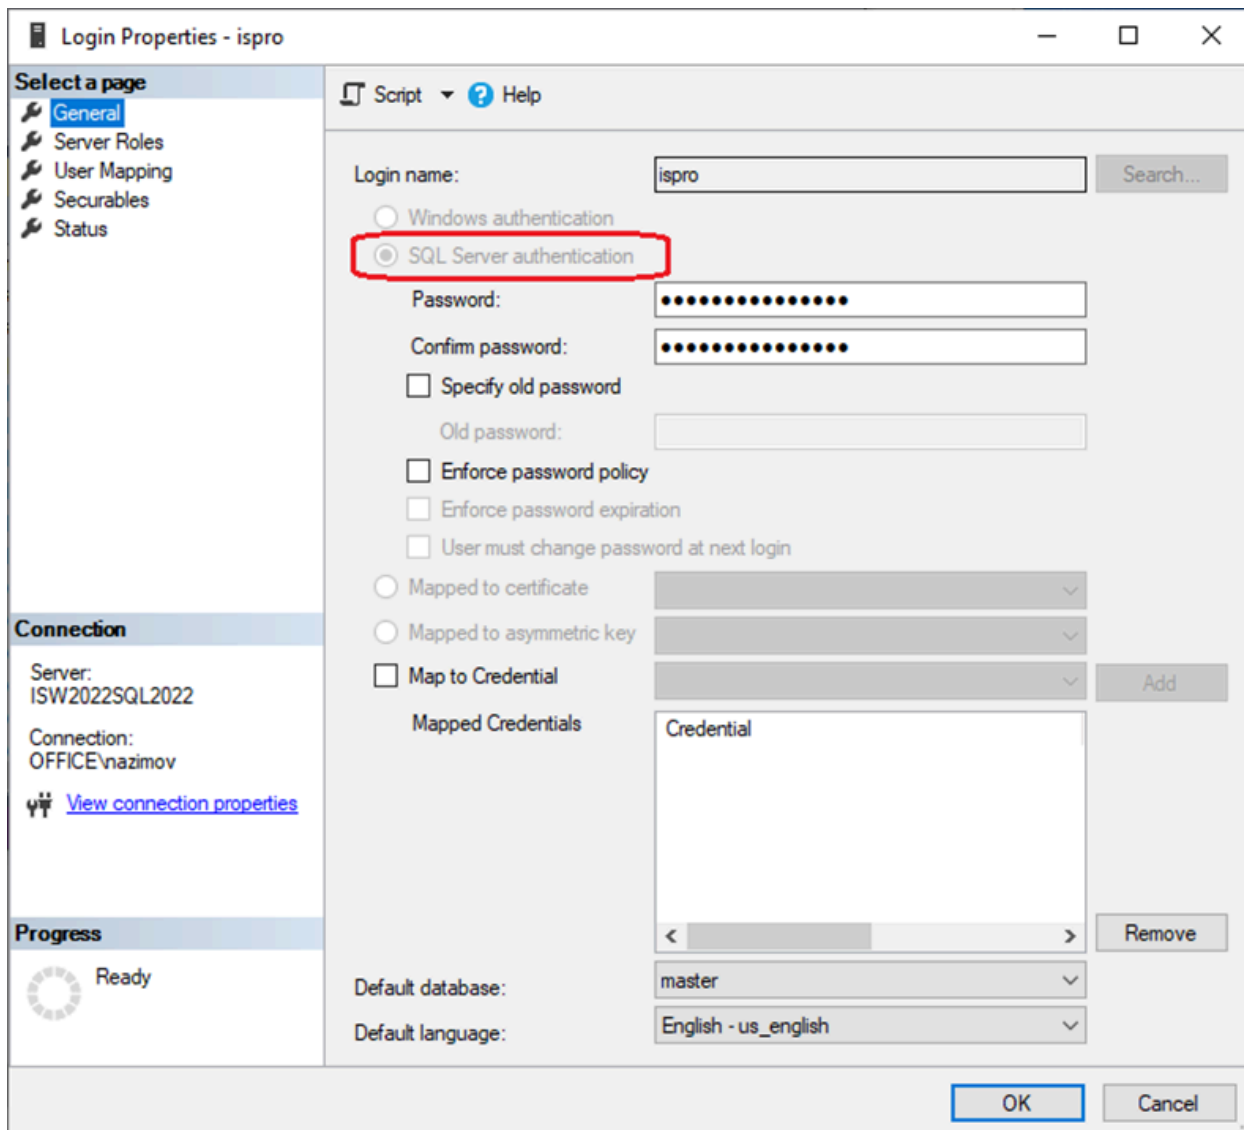 Login Properties - ispro
Select a page
General
Server Roles
User Mapping
Securables
Status
Connection
Server:
ISW2022SQL2022
Connection:
OFFICE\nazimov
View connection properties
Progress
Ready
Script
Help
Login name:
ispro
Search...
Windows authentication
SQL Server authentication
Password:
●●●●●●●●●●●●●●●
Confirm password:
●●●●●●●●●●●●●●●
Specify old password
Old password:
Enforce password policy
Enforce password expiration
User must change password at next login
Mapped to certificate
Mapped to asymmetric key
Map to Credential
Add
Mapped Credentials
Credential
Remove
Default database:
master
Default language:
English - us_english
OK
Cancel